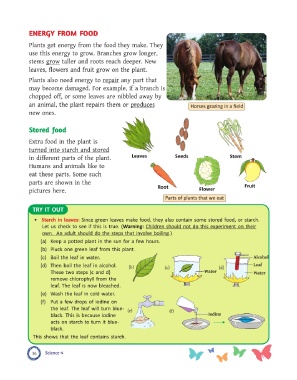 ENERGY FROM FOOD
Plants get energy from the food they make. They
use this energy to grow. Branches grow longer,
stems grow taller and roots reach deeper. New
leaves, flowers and fruit grow on the plant.
Plants also need energy to repair any part that
may become damaged. For example, if a branch is
chopped off, or some leaves are nibbled away by
an animal, the plant repairs them or produces
new ones.
Horses grazing in a field
Stored food
Extra food in the plant is
turned into starch and stored
in different parts of the plant.
Humans and animals like to
eat these parts. Some such
parts are shown in the
pictures here.
Leaves
Seeds
Stem
Root
Flower
Fruit
Parts of plants that we eat
TRY IT OUT
• Starch in leaves: Since green leaves make food, they also contain some stored food, or starch.
Let us check to see if this is true. (Warning: Children should not do this experiment on their
own. An adult should do the steps that involve boiling.)
(a) Keep a potted plant in the sun for a few hours.
(b) Pluck one green leaf from this plant.
(c) Boil the leaf in water.
(d) Then boil the leaf in alcohol.
These two steps (c and d)
remove chlorophyll from the
leaf. The leaf is now bleached.
(e) Wash the leaf in cold water.
(f) Put a few drops of iodine on
the leaf. The leaf will turn blue-
black. This is because iodine
acts on starch to turn it blue-
black.
This shows that the leaf contains starch.
(b)
(c)
Water
(d)
Alcohol
Leaf
Water
(e)
(f)
Iodine
36
Science 4